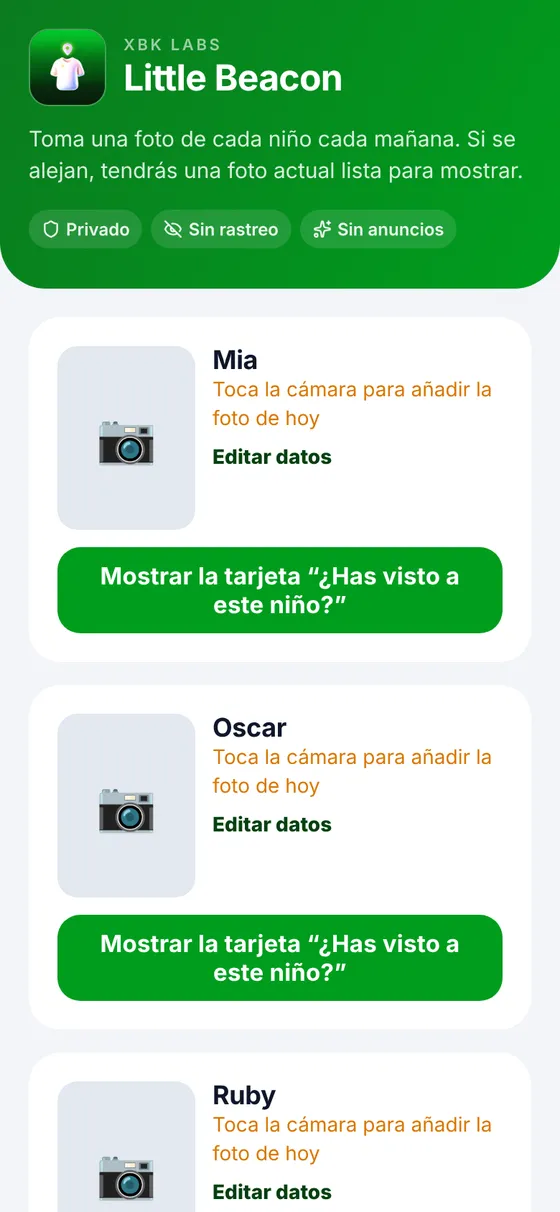 XBK LABS
Little Beacon
Toma una foto de cada niño cada mañana. Si se
alejan, tendrás una foto actual lista para mostrar.
Privado
Sin rastreo
Sin anuncios
Mia
Toca la cámara para añadir la
foto de hoy
Editar datos
Mostrar la tarjeta “¿Has visto a
este niño?”
Oscar
Toca la cámara para añadir la
foto de hoy
Editar datos
Mostrar la tarjeta “¿Has visto a
este niño?”
Ruby
Toca la cámara para añadir la
foto de hoy
Editar datos